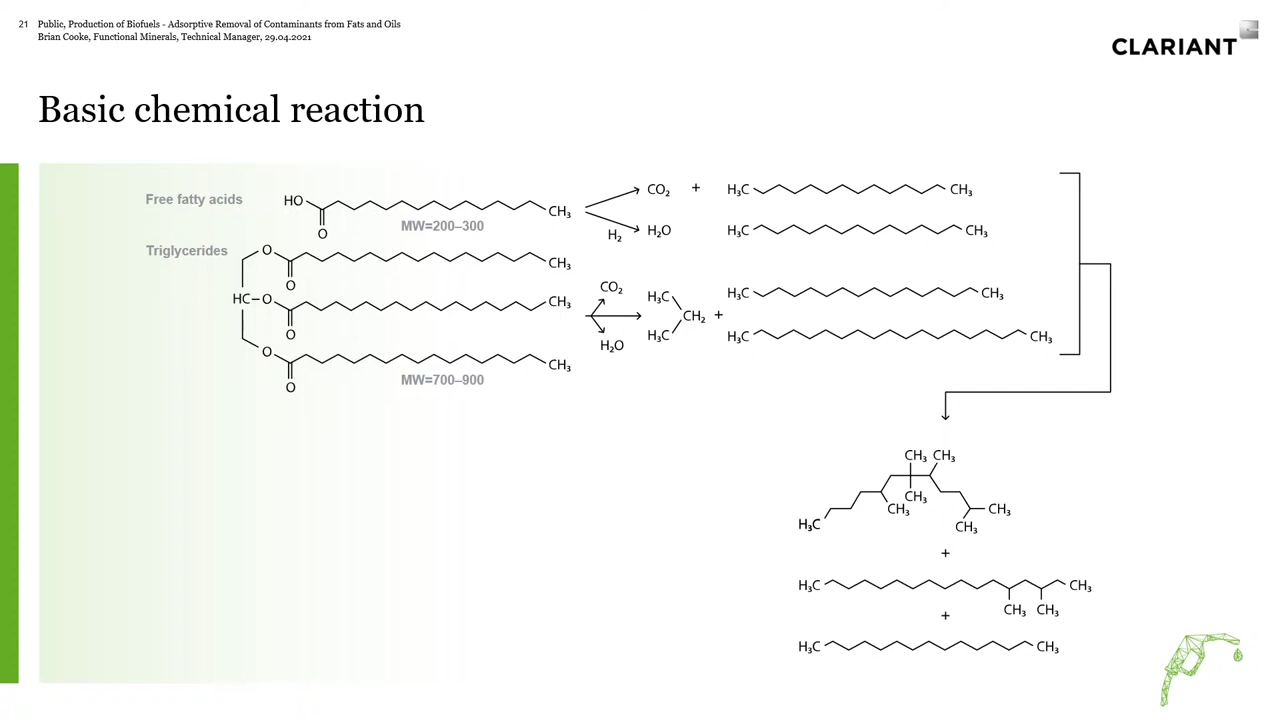 21 Public, Production of Biofuels - Adsorptive Removal of Contaminants from Fats and Oils
Brian Cooke, Functional Minerals, Technical Manager, 29.04.2021
CLARIANT
Basic chemical reaction
Free fatty acids
HO
O
CH₃
MW=200–300
H₂
CO₂ + H₃C CH₃
H₂O H₃C CH₃
Triglycerides
O
O
CH₃
HC–O
O
CH₃
O
O
CH₃
MW=700–900
CO₂
H₂O
H₃C
CH₂
H₃C
+
H₃C CH₃
H₃C CH₃
CH₃ CH₃
CH₃
CH₃
CH₃
H₃C
CH₃
+
H₃C CH₃
CH₃ CH₃
+
H₃C CH₃